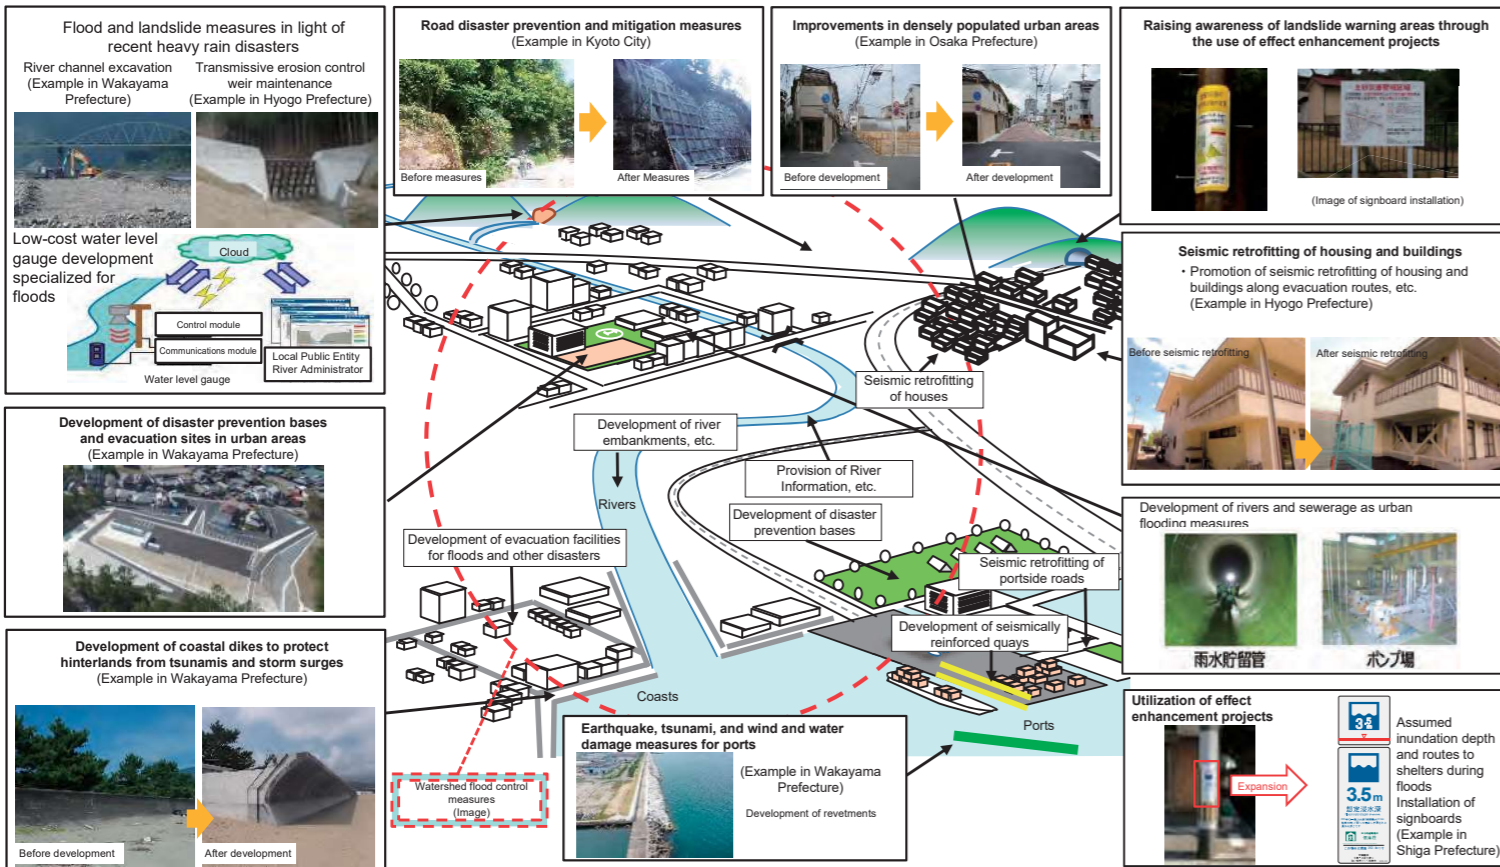 Flood and landslide measures in light of
recent heavy rain disasters
River channel excavation
(Example in Wakayama
Prefecture)
Transmissive erosion control
weir maintenance
(Example in Hyogo Prefecture)
Low-cost water level
gauge development
specialized for
floods
Cloud
Control module
Communications module
Local Public Entity
River Administrator
Water level gauge
Road disaster prevention and mitigation measures
(Example in Kyoto City)
Before measures
After Measures
Improvements in densely populated urban areas
(Example in Osaka Prefecture)
Before development
After development
Raising awareness of landslide warning areas through
the use of effect enhancement projects
(Image of signboard installation)
Seismic retrofitting of housing and buildings
・Promotion of seismic retrofitting of housing and
buildings along evacuation routes, etc.
(Example in Hyogo Prefecture)
Before seismic retrofitting
After seismic retrofitting
Development of disaster prevention bases
and evacuation sites in urban areas
(Example in Wakayama Prefecture)
Seismic retrofitting
of houses
Development of river
embankments, etc.
Rivers
Provision of River
Information, etc.
Development of disaster
prevention bases
Development of evacuation facilities
for floods and other disasters
Seismic retrofitting of
portside roads
Development of seismically
reinforced quays
Coasts
Ports
Development of rivers and sewerage as urban
flooding measures
雨水貯留管
ポンプ場
Development of coastal dikes to protect
hinterlands from tsunamis and storm surges
(Example in Wakayama Prefecture)
Before development
After development
Watershed flood control
measures
(Image)
Earthquake, tsunami, and wind and water
damage measures for ports
(Example in Wakayama
Prefecture)
Development of revetments
Utilization of effect
enhancement projects
Expansion
3.5m
想定浸水深
Assumed
inundation depth
and routes to
shelters during
floods
Installation of
signboards
(Example in
Shiga Prefecture)